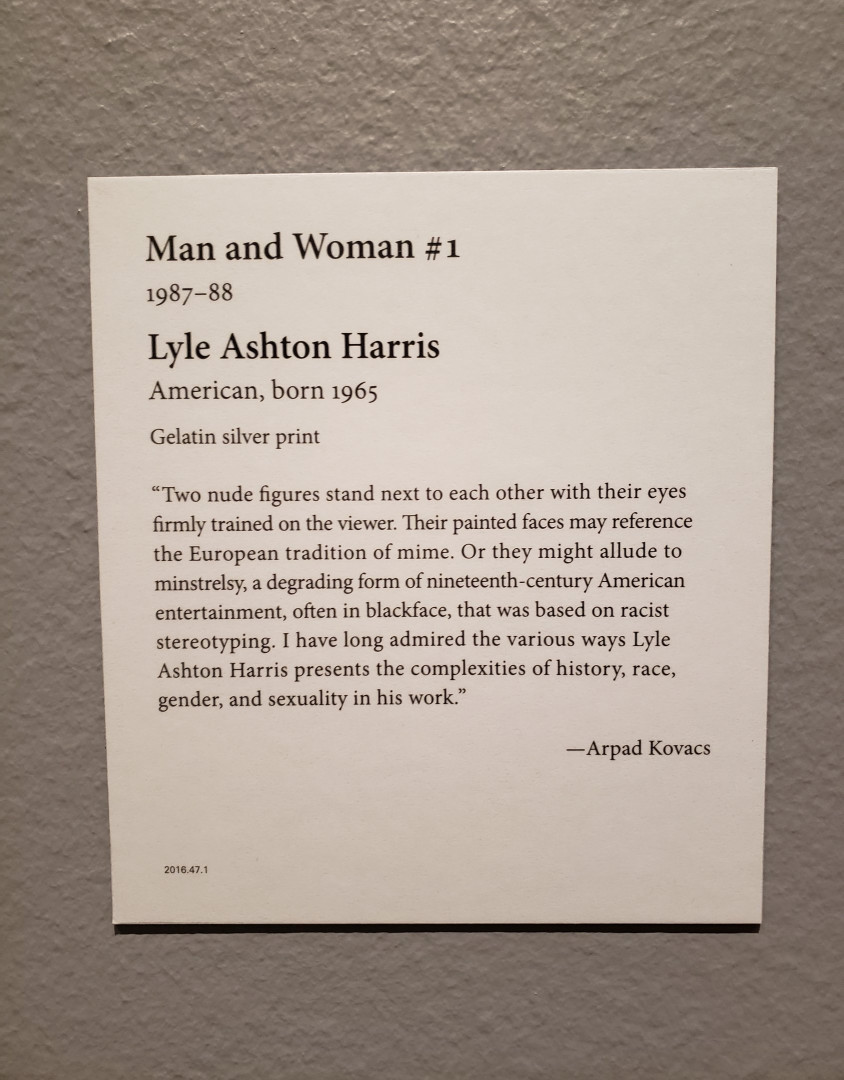 Man and Woman #1
1987–88
Lyle Ashton Harris
American, born 1965
Gelatin silver print
“Two nude figures stand next to each other with their eyes
firmly trained on the viewer. Their painted faces may reference
the European tradition of mime. Or they might allude to
minstrelsy, a degrading form of nineteenth-century American
entertainment, often in blackface, that was based on racist
stereotyping. I have long admired the various ways Lyle
Ashton Harris presents the complexities of history, race,
gender, and sexuality in his work.”
—Arpad Kovacs
2016.47.1